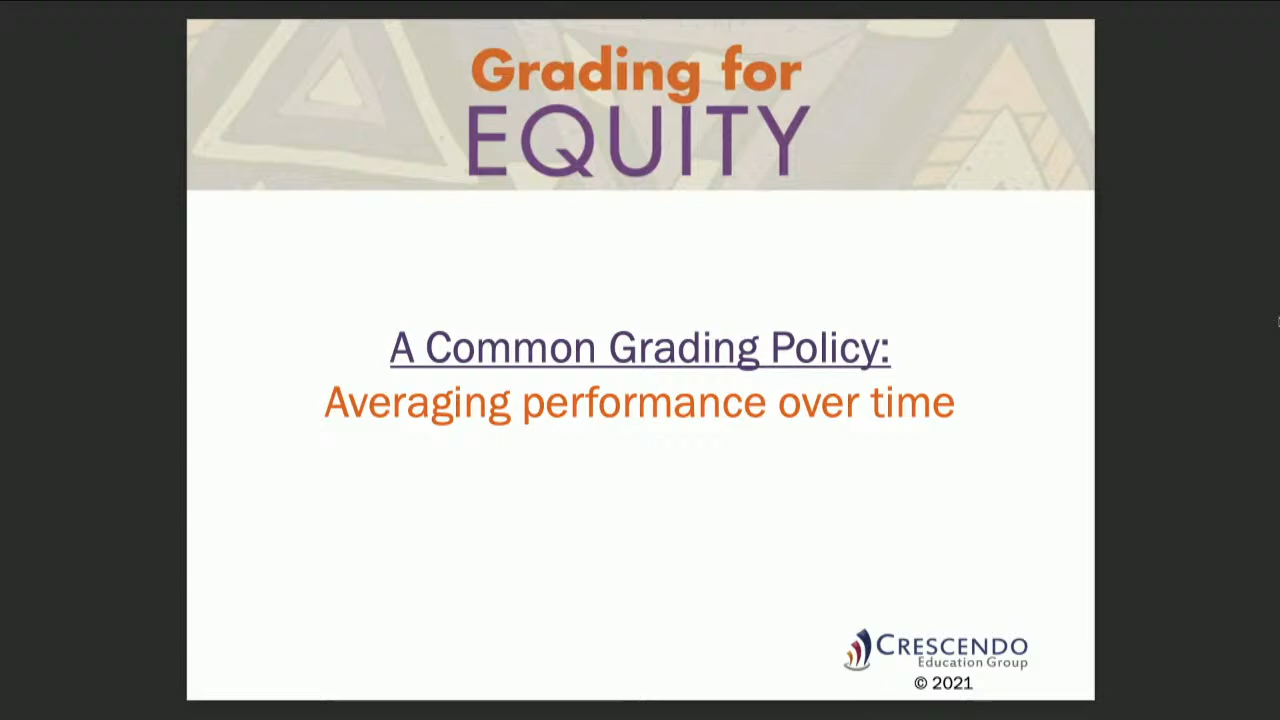 Grading for
EQUITY
A Common Grading Policy:
Averaging performance over time
CRESCENDO
Education Group
© 2021